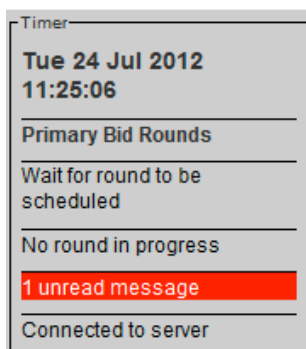 Timer
Tue 24 Jul 2012
11:25:06
Primary Bid Rounds
Wait for round to be
scheduled
No round in progress
1 unread message
Connected to server